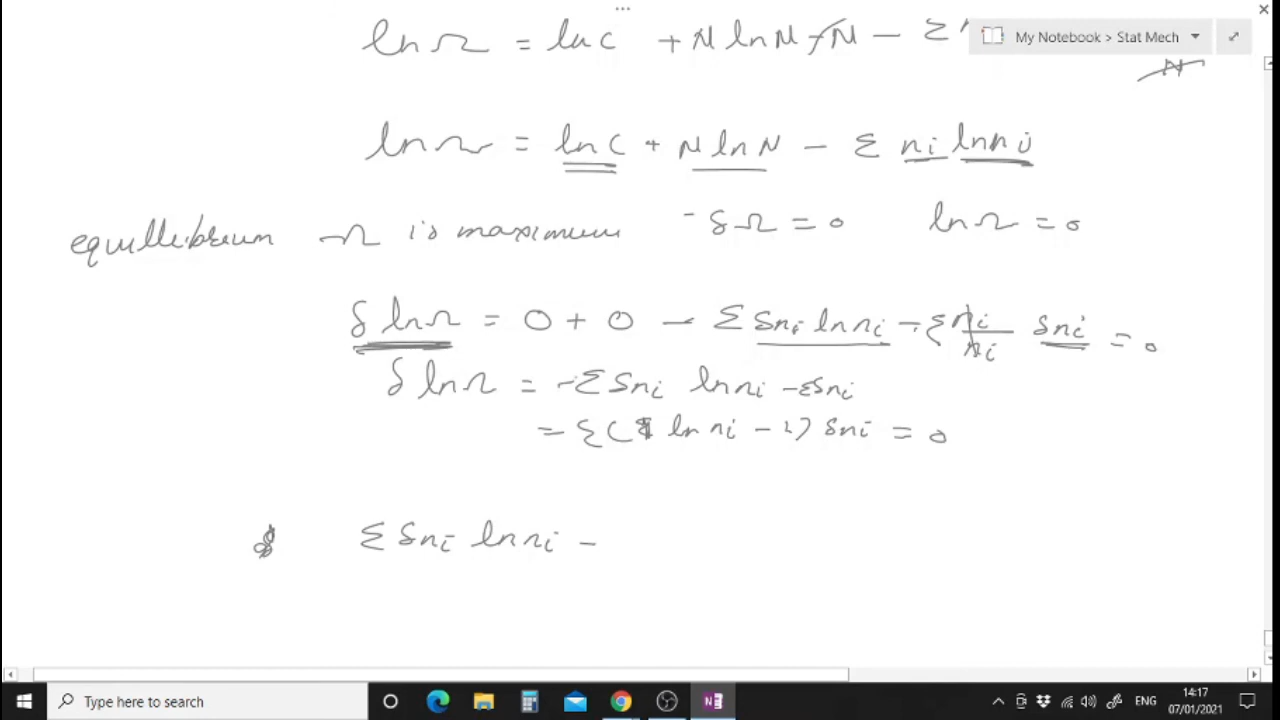 ln Ω = ln C + N ln N - N - Σ
My Notebook > Stat Mech
N
ln Ω = ln C + N ln N - Σ ni ln ni
equillibrium Ω is maximum - δΩ = 0 ln Ω = 0
δ ln Ω = 0 + 0 - Σ δni ln ni - Σ ni/ni δni = 0
δ ln Ω = -Σ δni ln ni - Σδni
= Σ( ln ni - 1) δni = 0
Σ δni ln ni -
Type here to search
ENG
14:17
07/01/2021